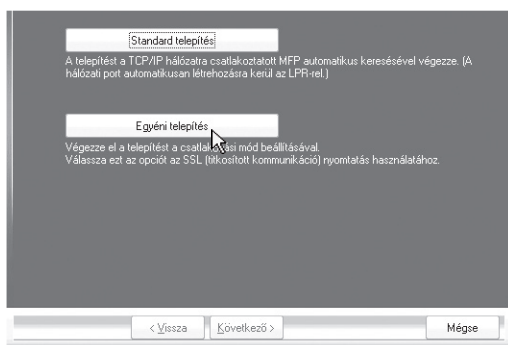 Standard telepítés
A telepítést a TCP/IP hálózatra csatlakoztatott MFP automatikus keresésével végezze. (A
hálózati port automatikusan létrehozásra kerül az LPR-rel.)
Egyéni telepítés
Végezze el a telepítést a csatlakozási mód beállításával.
Válassza ezt az opciót az SSL (titkosított kommunikáció) nyomtatás használatához.
< Vissza
Következő >
Mégse